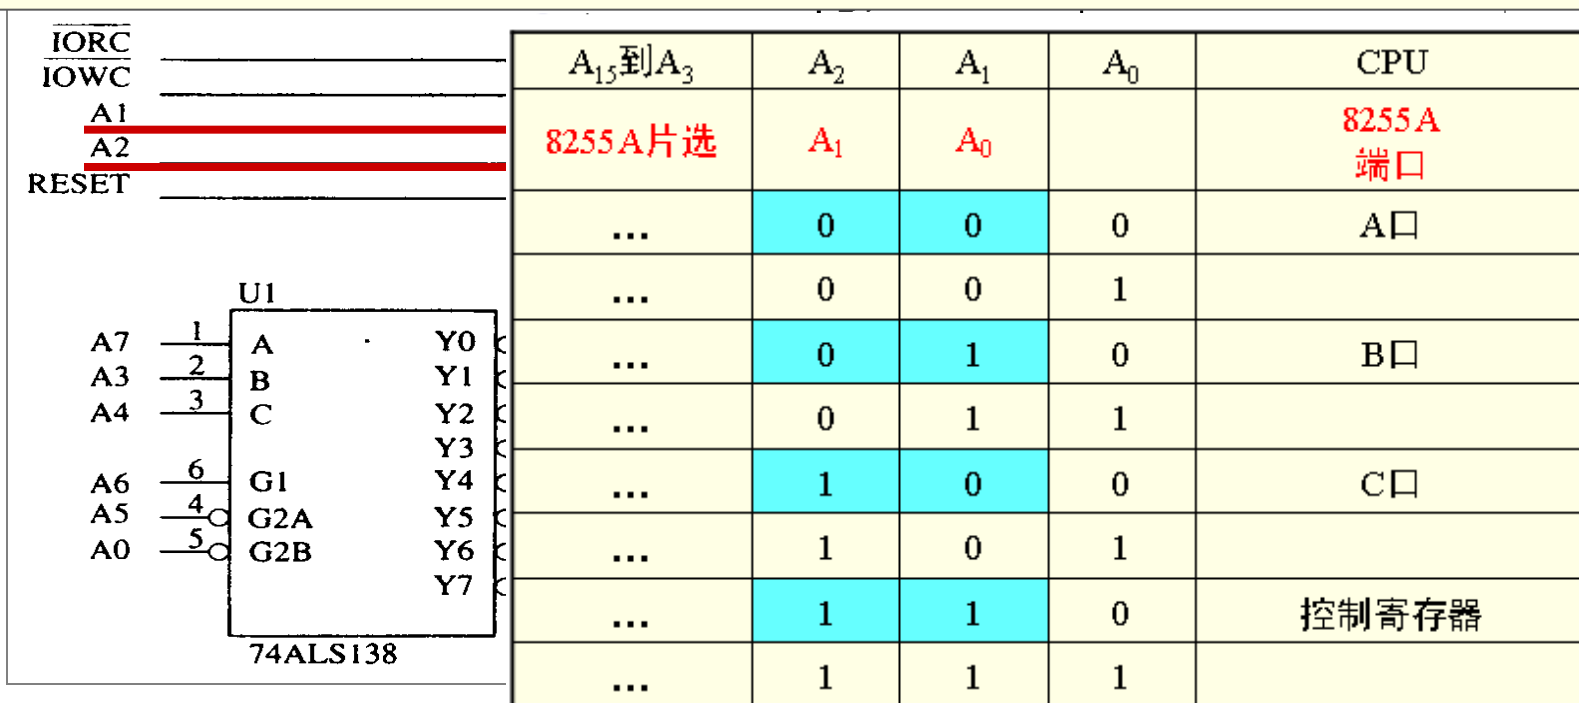 IORC
IOWC
A1
A2
RESET
U1
A7 1 A Y0
A3 2 B Y1
A4 3 C Y2
Y3
A6 6 G1 Y4
A5 4 G2A Y5
A0 5 G2B Y6
Y7
74ALS138
A15到A3 A2 A1 A0 CPU
8255A片选 A1 A0 8255A
端口
... 0 0 0 A口
... 0 0 1
... 0 1 0 B口
... 0 1 1
... 1 0 0 C口
... 1 0 1
... 1 1 0 控制寄存器
... 1 1 1